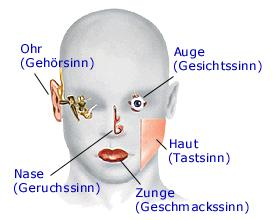 Ohr
(Gehörsinn)
Auge
(Gesichtssinn)
Haut
(Tastsinn)
Nase
(Geruchssinn)
Zunge
(Geschmackssinn)